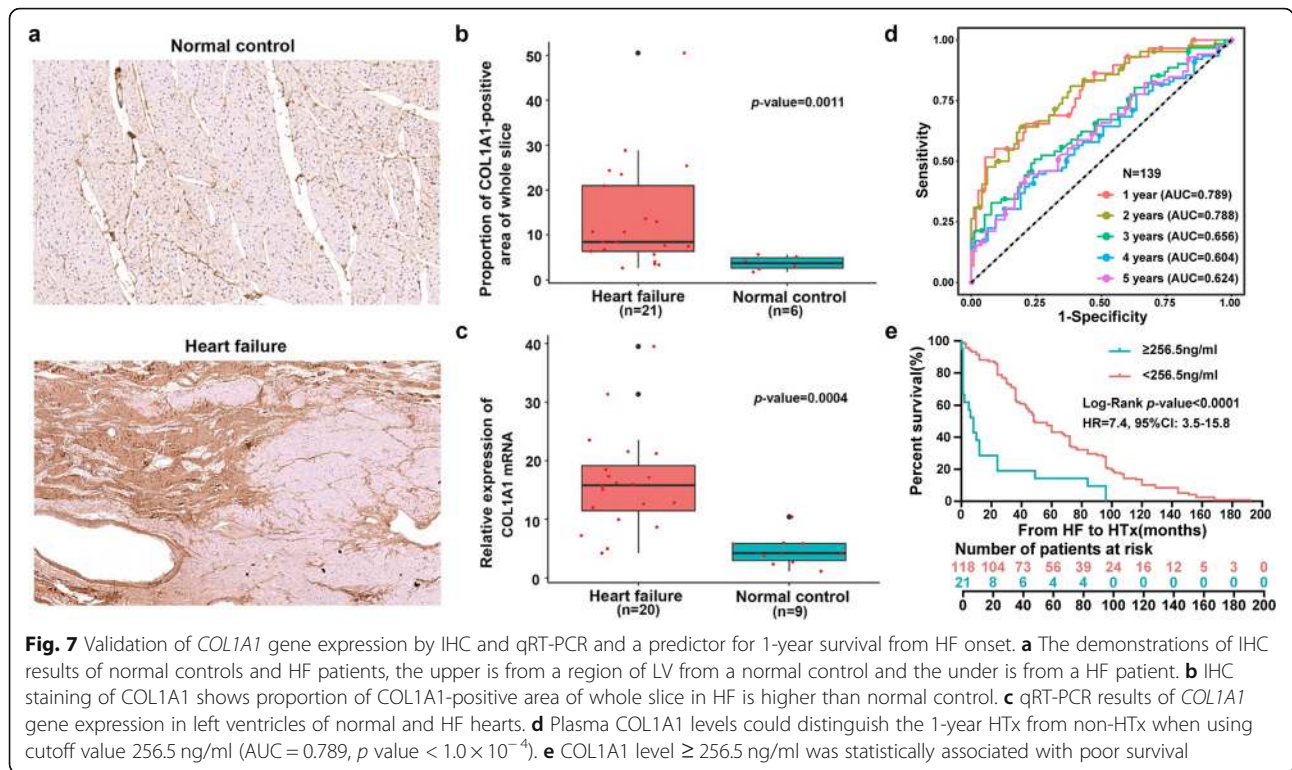 a
Normal control
Heart failure
b
Proportion of COL1A1-positive
area of whole slice
50
40
30
20
10
0
p-value=0.0011
Heart failure
(n=21)
Normal control
(n=6)
c
Relative expression of
COL1A1 mRNA
40
30
20
10
0
p-value=0.0004
Heart failure
(n=20)
Normal control
(n=9)
d
Sensitivity
1.00
0.75
0.50
0.25
0.00
N=139
1 year (AUC=0.789)
2 years (AUC=0.788)
3 years (AUC=0.656)
4 years (AUC=0.604)
5 years (AUC=0.624)
0.00 0.25 0.50 0.75 1.00
1-Specificity
e
Percent survival(%)
100
80
60
40
20
0
≥256.5ng/ml
<256.5ng/ml
Log-Rank p-value<0.0001
HR=7.4, 95%CI: 3.5-15.8
0 20 40 60 80 100 120 140 160 180 200
From HF to HTx(months)
Number of patients at risk
118 104 73 56 39 24 16 12 5 3 0
21 8 6 4 4 0 0 0 0 0 0
0 20 40 60 80 100 120 140 160 180 200
Fig. 7 Validation of COL1A1 gene expression by IHC and qRT-PCR and a predictor for 1-year survival from HF onset. a The demonstrations of IHC
results of normal controls and HF patients, the upper is from a region of LV from a normal control and the under is from a HF patient. b IHC
staining of COL1A1 shows proportion of COL1A1-positive area of whole slice in HF is higher than normal control. c qRT-PCR results of COL1A1
gene expression in left ventricles of normal and HF hearts. d Plasma COL1A1 levels could distinguish the 1-year HTx from non-HTx when using
cutoff value 256.5 ng/ml (AUC = 0.789, p value < 1.0 × 10⁻⁴). e COL1A1 level ≥ 256.5 ng/ml was statistically associated with poor survival